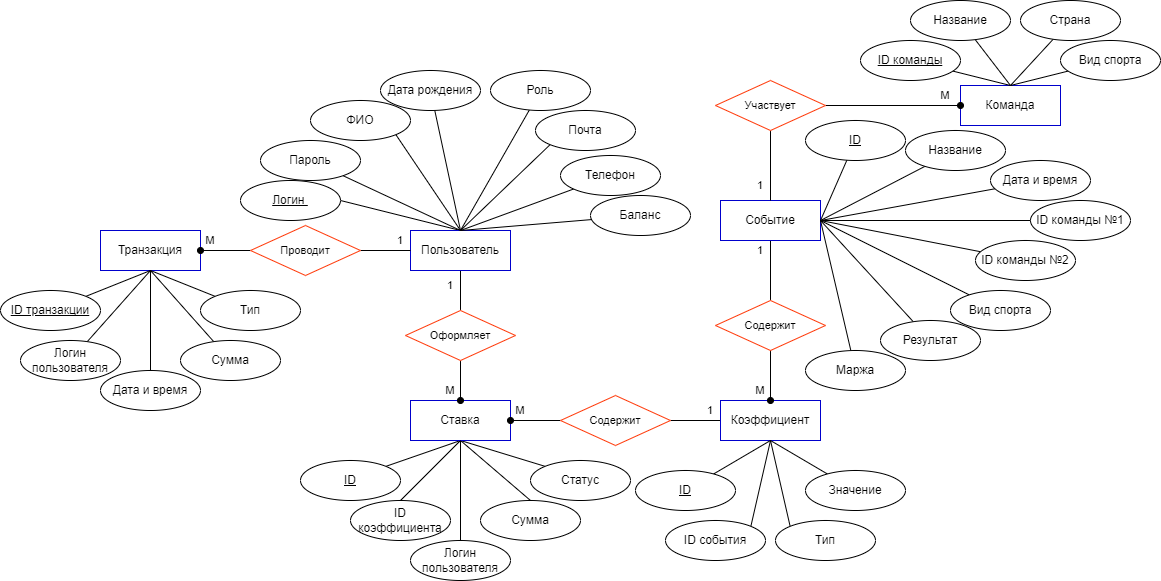 Название
Страна
ID команды
Вид спорта
M
Участвует
Команда
Дата рождения
Роль
ФИО
Почта
ID
Название
Пароль
Телефон
Дата и время
1
Логин
Баланс
Событие
ID команды №1
M
1
Транзакция
Проводит
Пользователь
1
ID команды №2
1
ID транзакции
Тип
Вид спорта
Содержит
Оформляет
Результат
Логин
пользователя
Сумма
Маржа
Дата и время
M
M
M
1
Ставка
Содержит
Коэффициент
ID
Статус
ID
Значение
ID
коэффициента
Сумма
ID события
Тип
Логин
пользователя